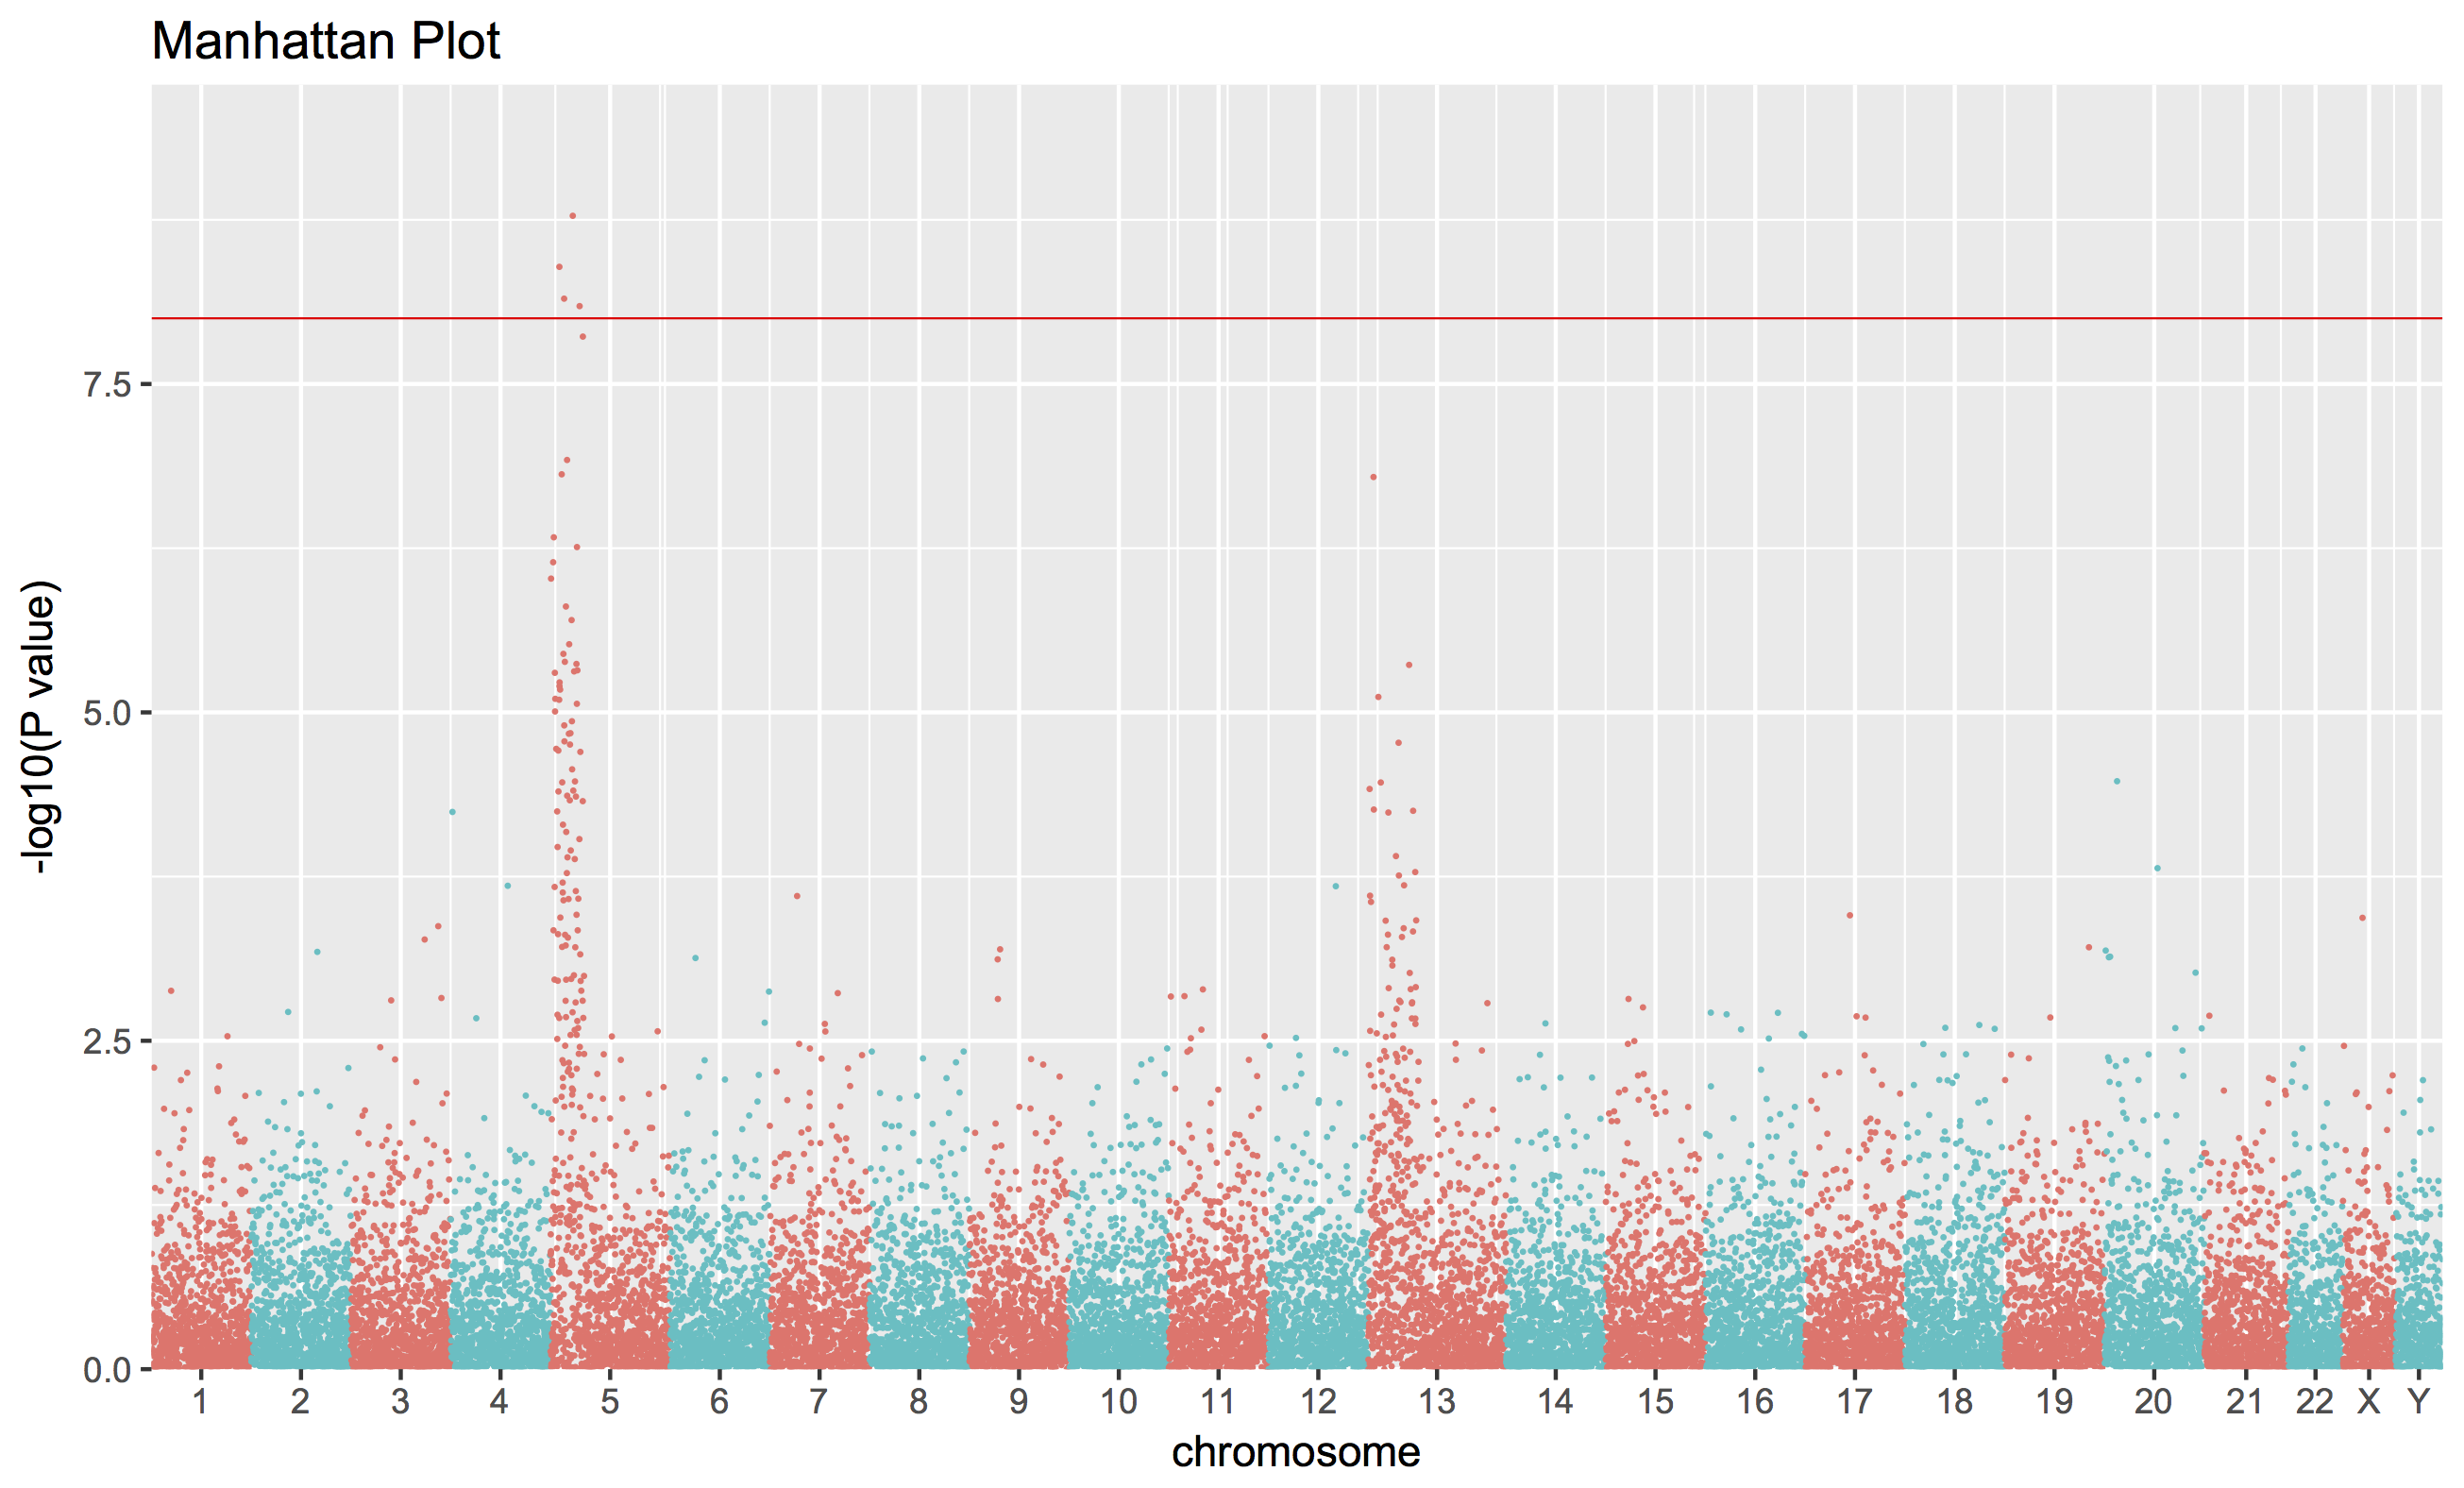 Manhattan Plot
-log10(P value)
7.5
5.0
2.5
0.0
1 2 3 4 5 6 7 8 9 10 11 12 13 14 15 16 17 18 19 20 21 22 X Y
chromosome